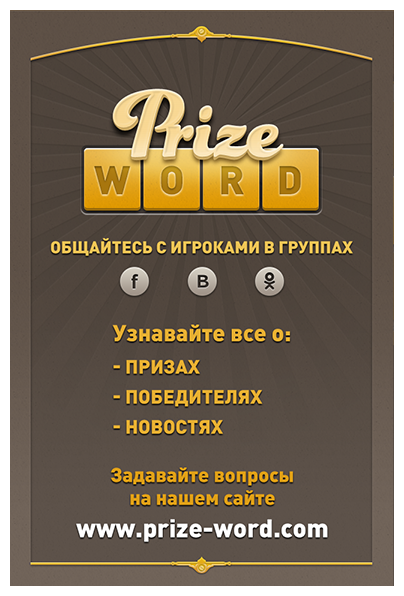 Prize
WORD
ОБЩАЙТЕСЬ С ИГРОКАМИ В ГРУППАХ
f В
Узнавайте все о:
- ПРИЗАХ
- ПОБЕДИТЕЛЯХ
- НОВОСТЯХ
Задавайте вопросы
на нашем сайте
www.prize-word.com